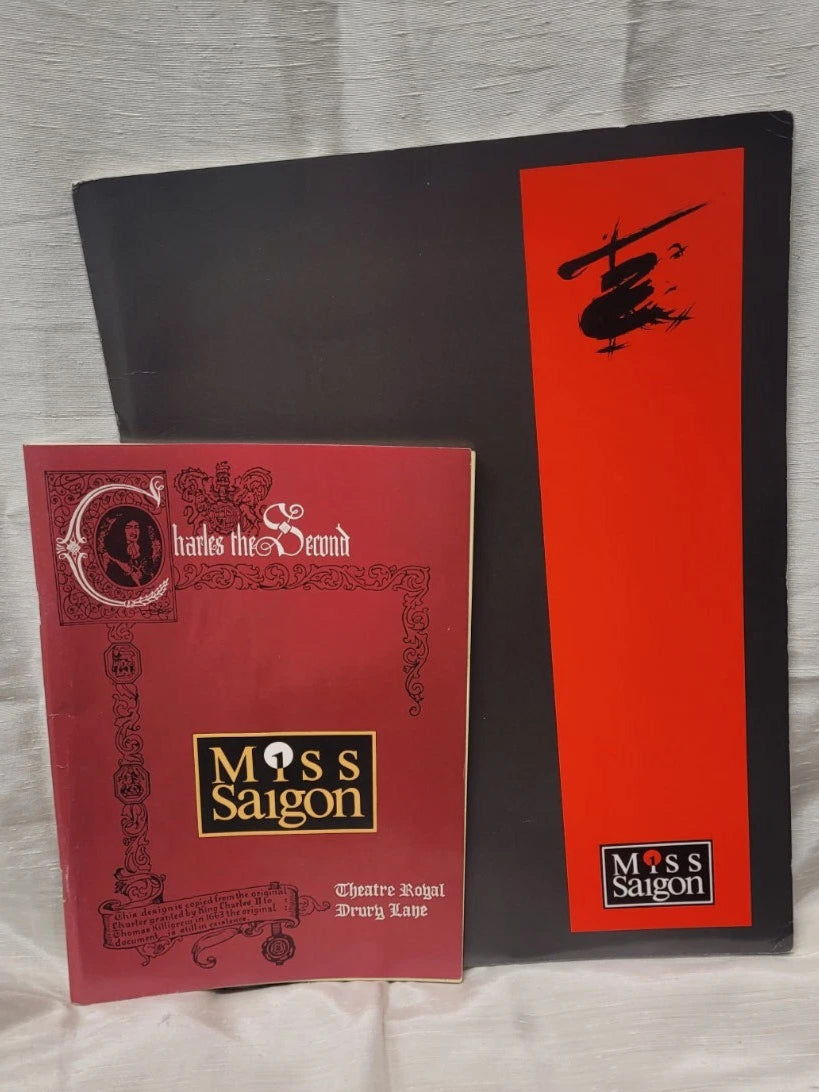 Charles the Second
Miss
Saigon
This design is copied from the original
Charter granted by King Charles II to
Thomas Killigrew in 1663 the original
document is still in existence.
Theatre Royal
Drury Lane
Miss
Saigon